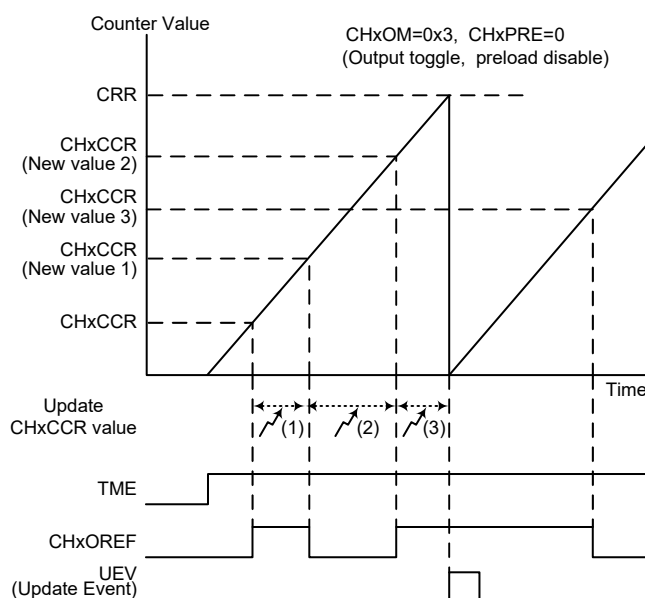 Counter Value
CHxOM=0x3, CHxPRE=0
(Output toggle, preload disable)
CRR
CHxCCR
(New value 2)
CHxCCR
(New value 3)
CHxCCR
(New value 1)
CHxCCR
Time
Update
CHxCCR value
(1)
(2)
(3)
TME
CHxOREF
UEV
(Update Event)